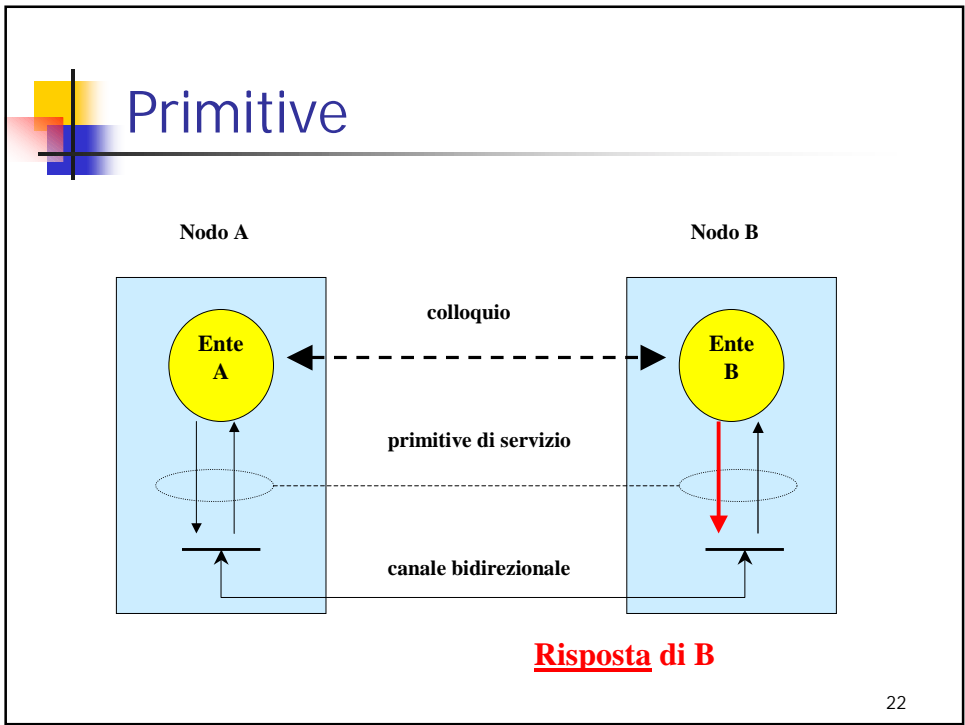 Primitive
Nodo A
Nodo B
colloquio
Ente
A
Ente
B
primitive di servizio
canale bidirezionale
Risposta di B
22